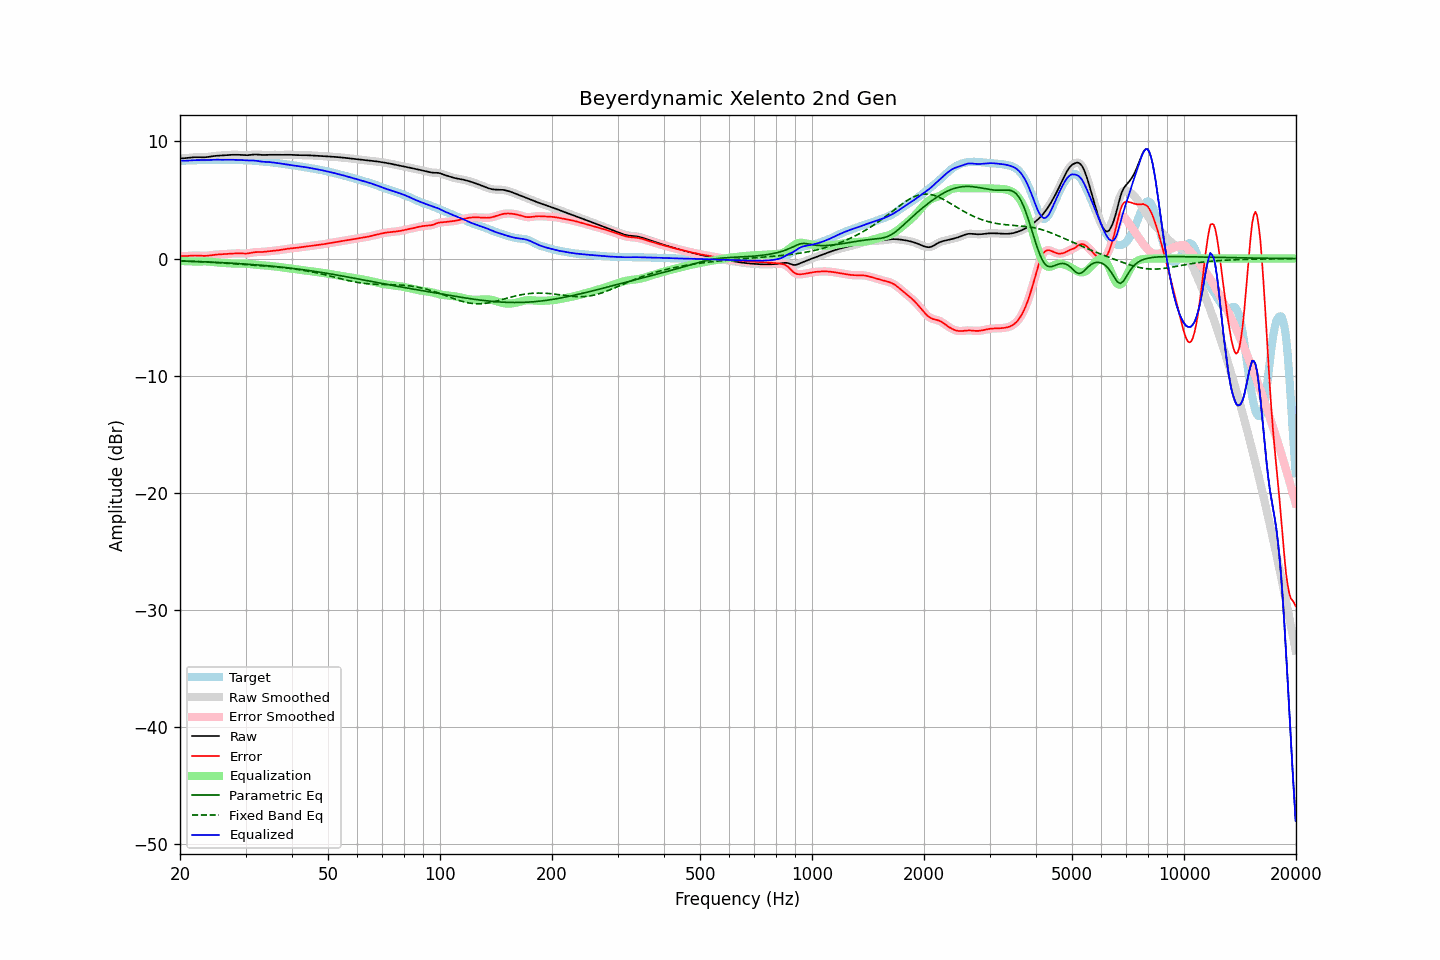 Beyerdynamic Xelento 2nd Gen
10
0
−10
−20
−30
−40
−50
Amplitude (dBr)
Target
Raw Smoothed
Error Smoothed
Raw
Error
Equalization
Parametric Eq
Fixed Band Eq
Equalized
20 50 100 200 500 1000 2000 5000 10000 20000
Frequency (Hz)